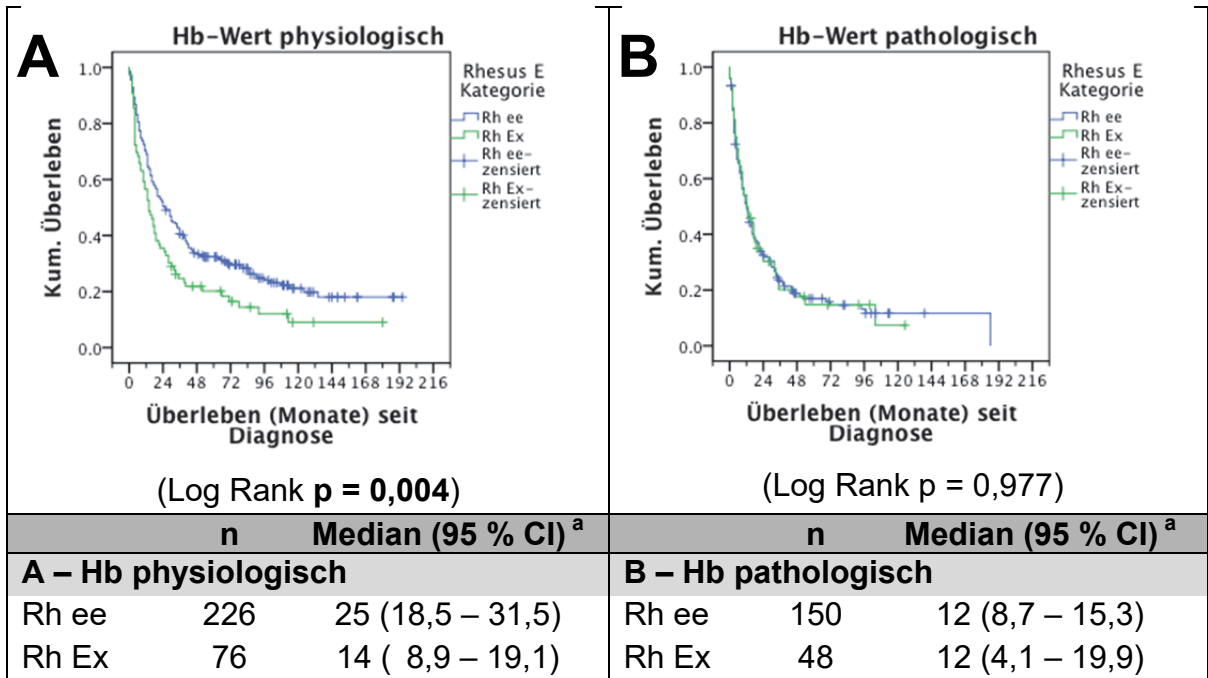 A
Hb-Wert physiologisch
Kum. Überleben
1.0
0.8
0.6
0.4
0.2
0.0
0 24 48 72 96 120 144 168 192 216
Überleben (Monate) seit
Diagnose
Rhesus E
Kategorie
Rh ee
Rh Ex
Rh ee-
zensiert
Rh Ex-
zensiert
(Log Rank p = 0,004)
B
Hb-Wert pathologisch
Kum. Überleben
1.0
0.8
0.6
0.4
0.2
0.0
0 24 48 72 96 120 144 168 192 216
Überleben (Monate) seit
Diagnose
Rhesus E
Kategorie
Rh ee
Rh Ex
Rh ee-
zensiert
Rh Ex-
zensiert
(Log Rank p = 0,977)
n Median (95 % CI) a
A – Hb physiologisch
Rh ee 226 25 (18,5 – 31,5)
Rh Ex 76 14 ( 8,9 – 19,1)
n Median (95 % CI) a
B – Hb pathologisch
Rh ee 150 12 (8,7 – 15,3)
Rh Ex 48 12 (4,1 – 19,9)